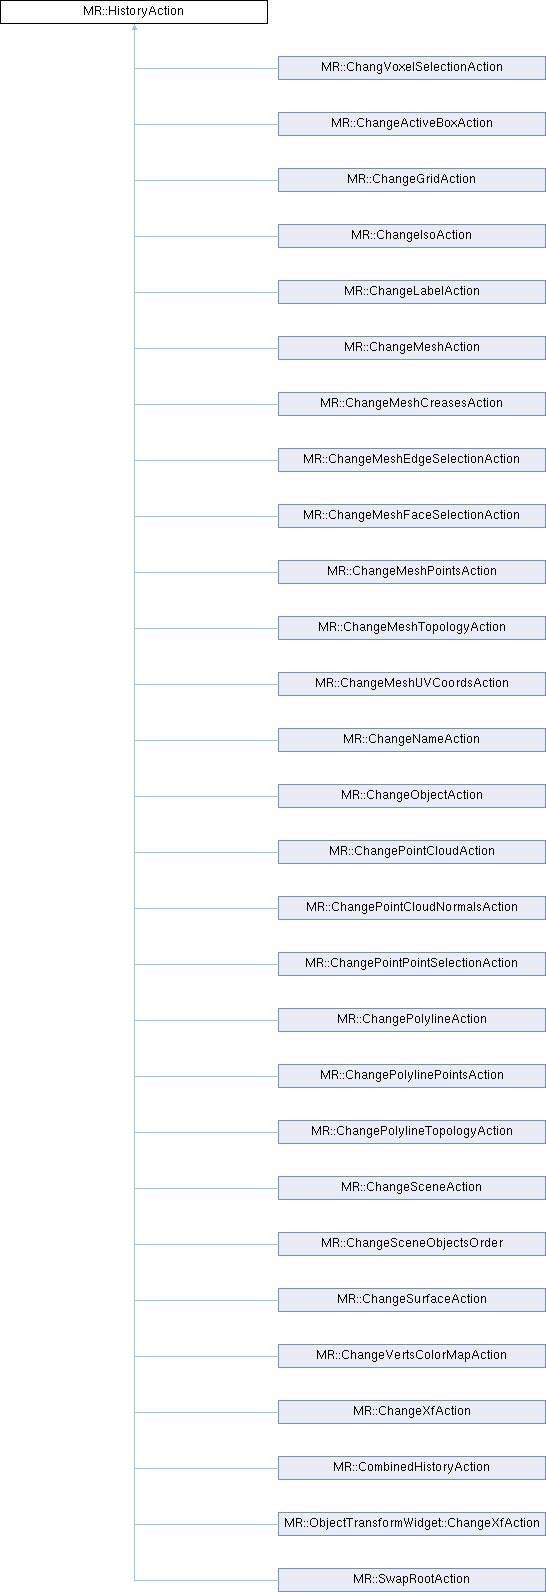 MR::HistoryAction
MR::ChangVoxelSelectionAction
MR::ChangeActiveBoxAction
MR::ChangeGridAction
MR::ChangeIsoAction
MR::ChangeLabelAction
MR::ChangeMeshAction
MR::ChangeMeshCreasesAction
MR::ChangeMeshEdgeSelectionAction
MR::ChangeMeshFaceSelectionAction
MR::ChangeMeshPointsAction
MR::ChangeMeshTopologyAction
MR::ChangeMeshUVCoordsAction
MR::ChangeNameAction
MR::ChangeObjectAction
MR::ChangePointCloudAction
MR::ChangePointCloudNormalsAction
MR::ChangePointPointSelectionAction
MR::ChangePolylineAction
MR::ChangePolylinePointsAction
MR::ChangePolylineTopologyAction
MR::ChangeSceneAction
MR::ChangeSceneObjectsOrder
MR::ChangeSurfaceAction
MR::ChangeVertsColorMapAction
MR::ChangeXfAction
MR::CombinedHistoryAction
MR::ObjectTransformWidget::ChangeXfAction
MR::SwapRootAction